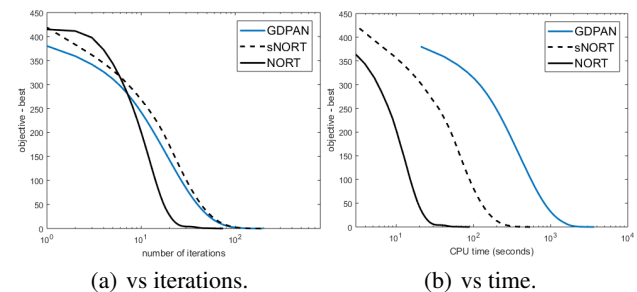 450
400
350
300
250
200
150
100
50
0
objective - best
10^0
10^1
10^2
number of iterations
GDPAN
sNORT
NORT
(a) vs iterations.
450
400
350
300
250
200
150
100
50
0
objective - best
10^1
10^2
10^3
10^4
CPU time (seconds)
GDPAN
sNORT
NORT
(b) vs time.